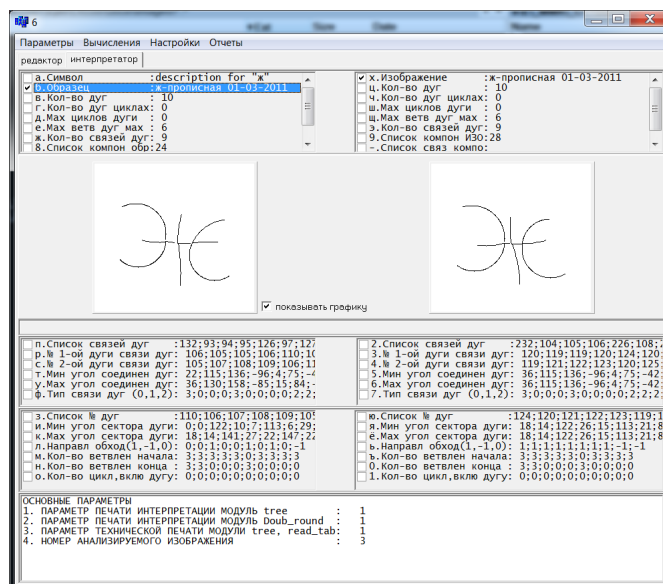 6
Параметры Вычисления Настройки Отчеты
редактор интерпретатор
а.Символ :description for "ж"
б.Образец :ж-прописная 01-03-2011
в.Кол-во дуг : 10
г.Кол-во дуг циклах: 0
д.Мах циклов дуги : 0
е.Мах ветв дуг_мах : 6
ж.Кол-во связей дуг: 9
8.Список компон обр:24
х.Изображение :ж-прописная 01-03-2011
ц.Кол-во дуг : 10
ч.Кол-во дуг циклах: 0
ш.Мах циклов дуги : 0
щ.Мах ветв дуг_мах : 6
э.Кол-во связей дуг: 9
9.Список компон ИЗО:28
-.Список связ компо:
показывать графику
п.Список связей дуг :132;93;94;95;126;97;127
р.№ 1-ой дуги связи дуг: 106;105;105;106;110;10
с.№ 2-ой дуги связи дуг: 105;107;108;109;106;11
т.Мин угол соединен дуг: 22;115;136;-96;4;75;-4
у.Мах угол соединен дуг: 36;130;158;-85;15;84;-
ф.Тип связи дуг (0,1,2): 3;0;0;0;3;0;0;0;0;2;2;
2.Список связей дуг :232;104;105;106;226;108;2
3.№ 1-ой дуги связи дуг: 120;119;119;120;124;120;
4.№ 2-ой дуги связи дуг: 119;121;122;123;120;125;
5.Мин угол соединен дуг: 36;115;136;-96;4;75;-42;
6.Мах угол соединен дуг: 36;115;136;-96;4;75;-42;
7.Тип связи дуг (0,1,2): 3;0;0;0;3;0;0;0;0;2;2;2;
з.Список № дуг :110;106;107;108;109;105
и.Мин угол сектора дуги: 0;0;122;10;7;113;6;29;
к.Мах угол сектора дуги: 18;14;141;27;22;147;22
л.Направл обход(1,-1,0): 0;0;1;0;0;1;0;1;0;-1
м.Кол-во ветвлен начала: 3;3;3;3;3;0;3;3;3;3
н.Кол-во ветвлен конца : 3;3;0;0;0;3;0;0;0;0
о.Кол-во цикл,вклю дугу: 0;0;0;0;0;0;0;0;0;0
ю.Список № дуг :124;120;121;122;123;119;1
я.Мин угол сектора дуги: 18;14;122;26;15;113;21;8
ё.Мах угол сектора дуги: 18;14;122;26;15;113;21;8
ь.Направл обход(1,-1,0): 1;1;1;1;1;1;1;1;-1;-1
ъ.Кол-во ветвлен начала: 3;3;3;3;3;0;3;3;3;3
0.Кол-во ветвлен конца : 3;3;0;0;0;3;0;0;0;0
1.Кол-во цикл,вклю дугу: 0;0;0;0;0;0;0;0;0;0
ОСНОВНЫЕ ПАРАМЕТРЫ
1. ПАРАМЕТР ПЕЧАТИ ИНТЕРПРЕТАЦИИ МОДУЛЬ tree : 1
2. ПАРАМЕТР ПЕЧАТИ ИНТЕРПРЕТАЦИИ МОДУЛЬ Doub_round : 1
3. ПАРАМЕТР ТЕХНИЧЕСКОЙ ПЕЧАТИ МОДУЛИ tree, read_tab: 1
4. НОМЕР АНАЛИЗИРУЕМОГО ИЗОБРАЖЕНИЯ : 3